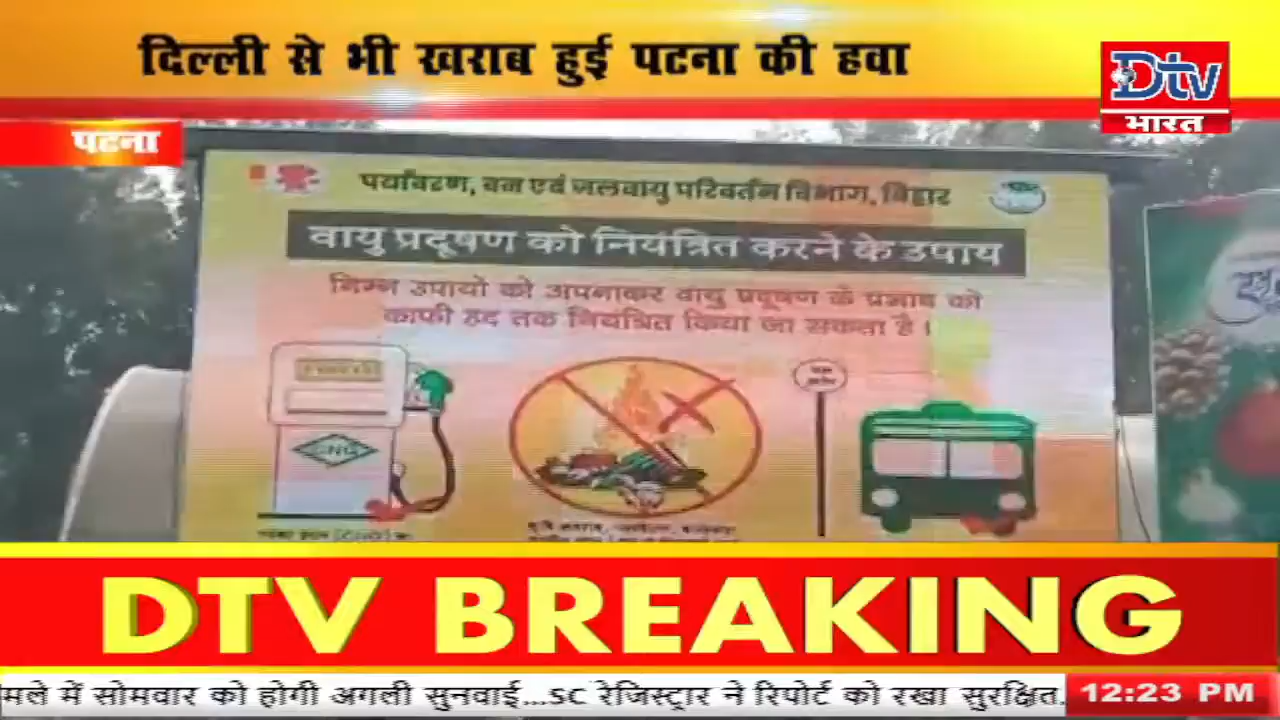 दिल्ली से भी खराब हुई पटना की हवा
Dtv
भारत
पटना
पर्यावरण, वन एवं जलवायु परिवर्तन विभाग, बिहार
वायु प्रदूषण को नियंत्रित करने के उपाय
निम्न उपायों को अपनाकर वायु प्रदूषण के प्रभाव को
काफी हद तक नियंत्रित किया जा सकता है।
CNG
DTV BREAKING
मले में सोमवार को होगी अगली सुनवाई...SC रजिस्ट्रार ने रिपोर्ट को रखा सुरक्षित.
12:23 PM